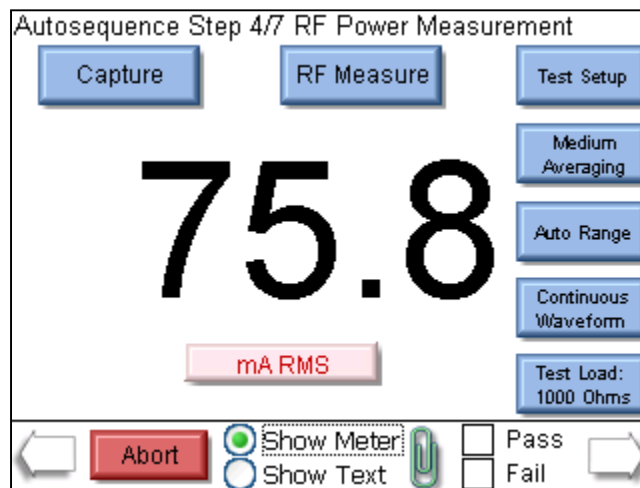 Autosequence Step 4/7 RF Power Measurement
Capture
RF Measure
Test Setup
Medium
Averaging
75.8
Auto Range
Continuous
Waveform
mA RMS
Test Load:
1000 Ohms
Abort
Show Meter
Show Text
Pass
Fail